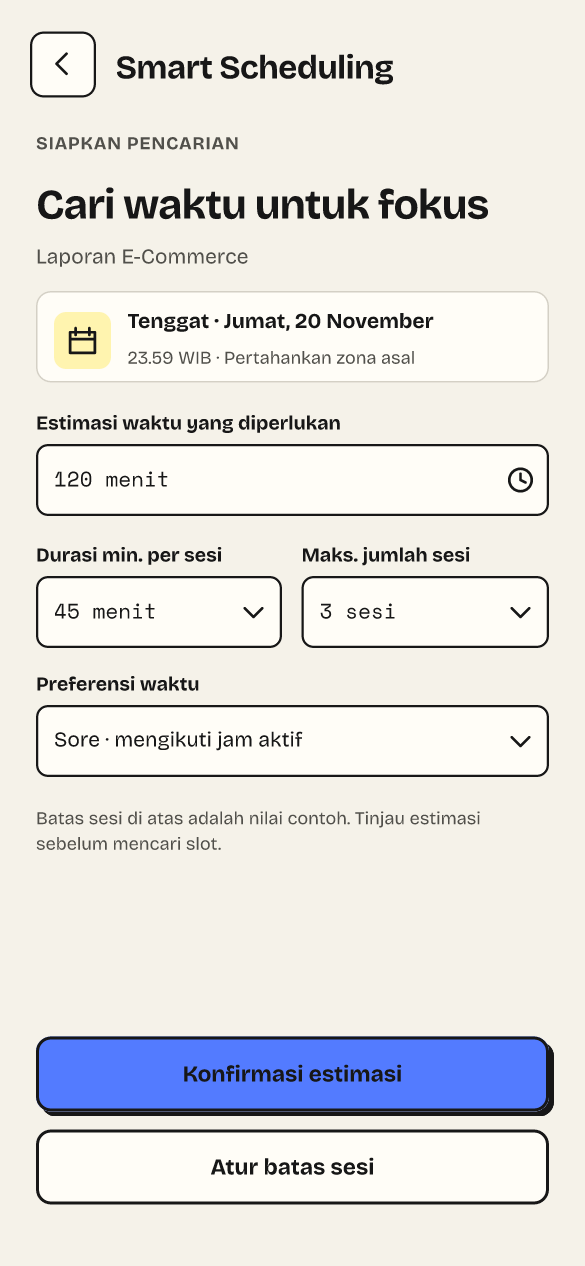 Smart Scheduling
SIAPKAN PENCARIAN
Cari waktu untuk fokus
Laporan E-Commerce
Tenggat · Jumat, 20 November
23.59 WIB · Pertahankan zona asal
Estimasi waktu yang diperlukan
120 menit
Durasi min. per sesi
Maks. jumlah sesi
45 menit
3 sesi
Preferensi waktu
Sore · mengikuti jam aktif
Batas sesi di atas adalah nilai contoh. Tinjau estimasi
sebelum mencari slot.
Konfirmasi estimasi
Atur batas sesi